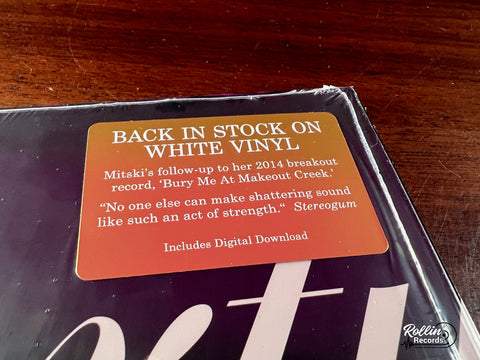 BACK IN STOCK ON
WHITE VINYL
Mitski's follow-up to her 2014 breakout
record, 'Bury Me At Makeout Creek.'
"No one else can make shattering sound
like such an act of strength." Stereogum
Includes Digital Download
Rollin'
Records